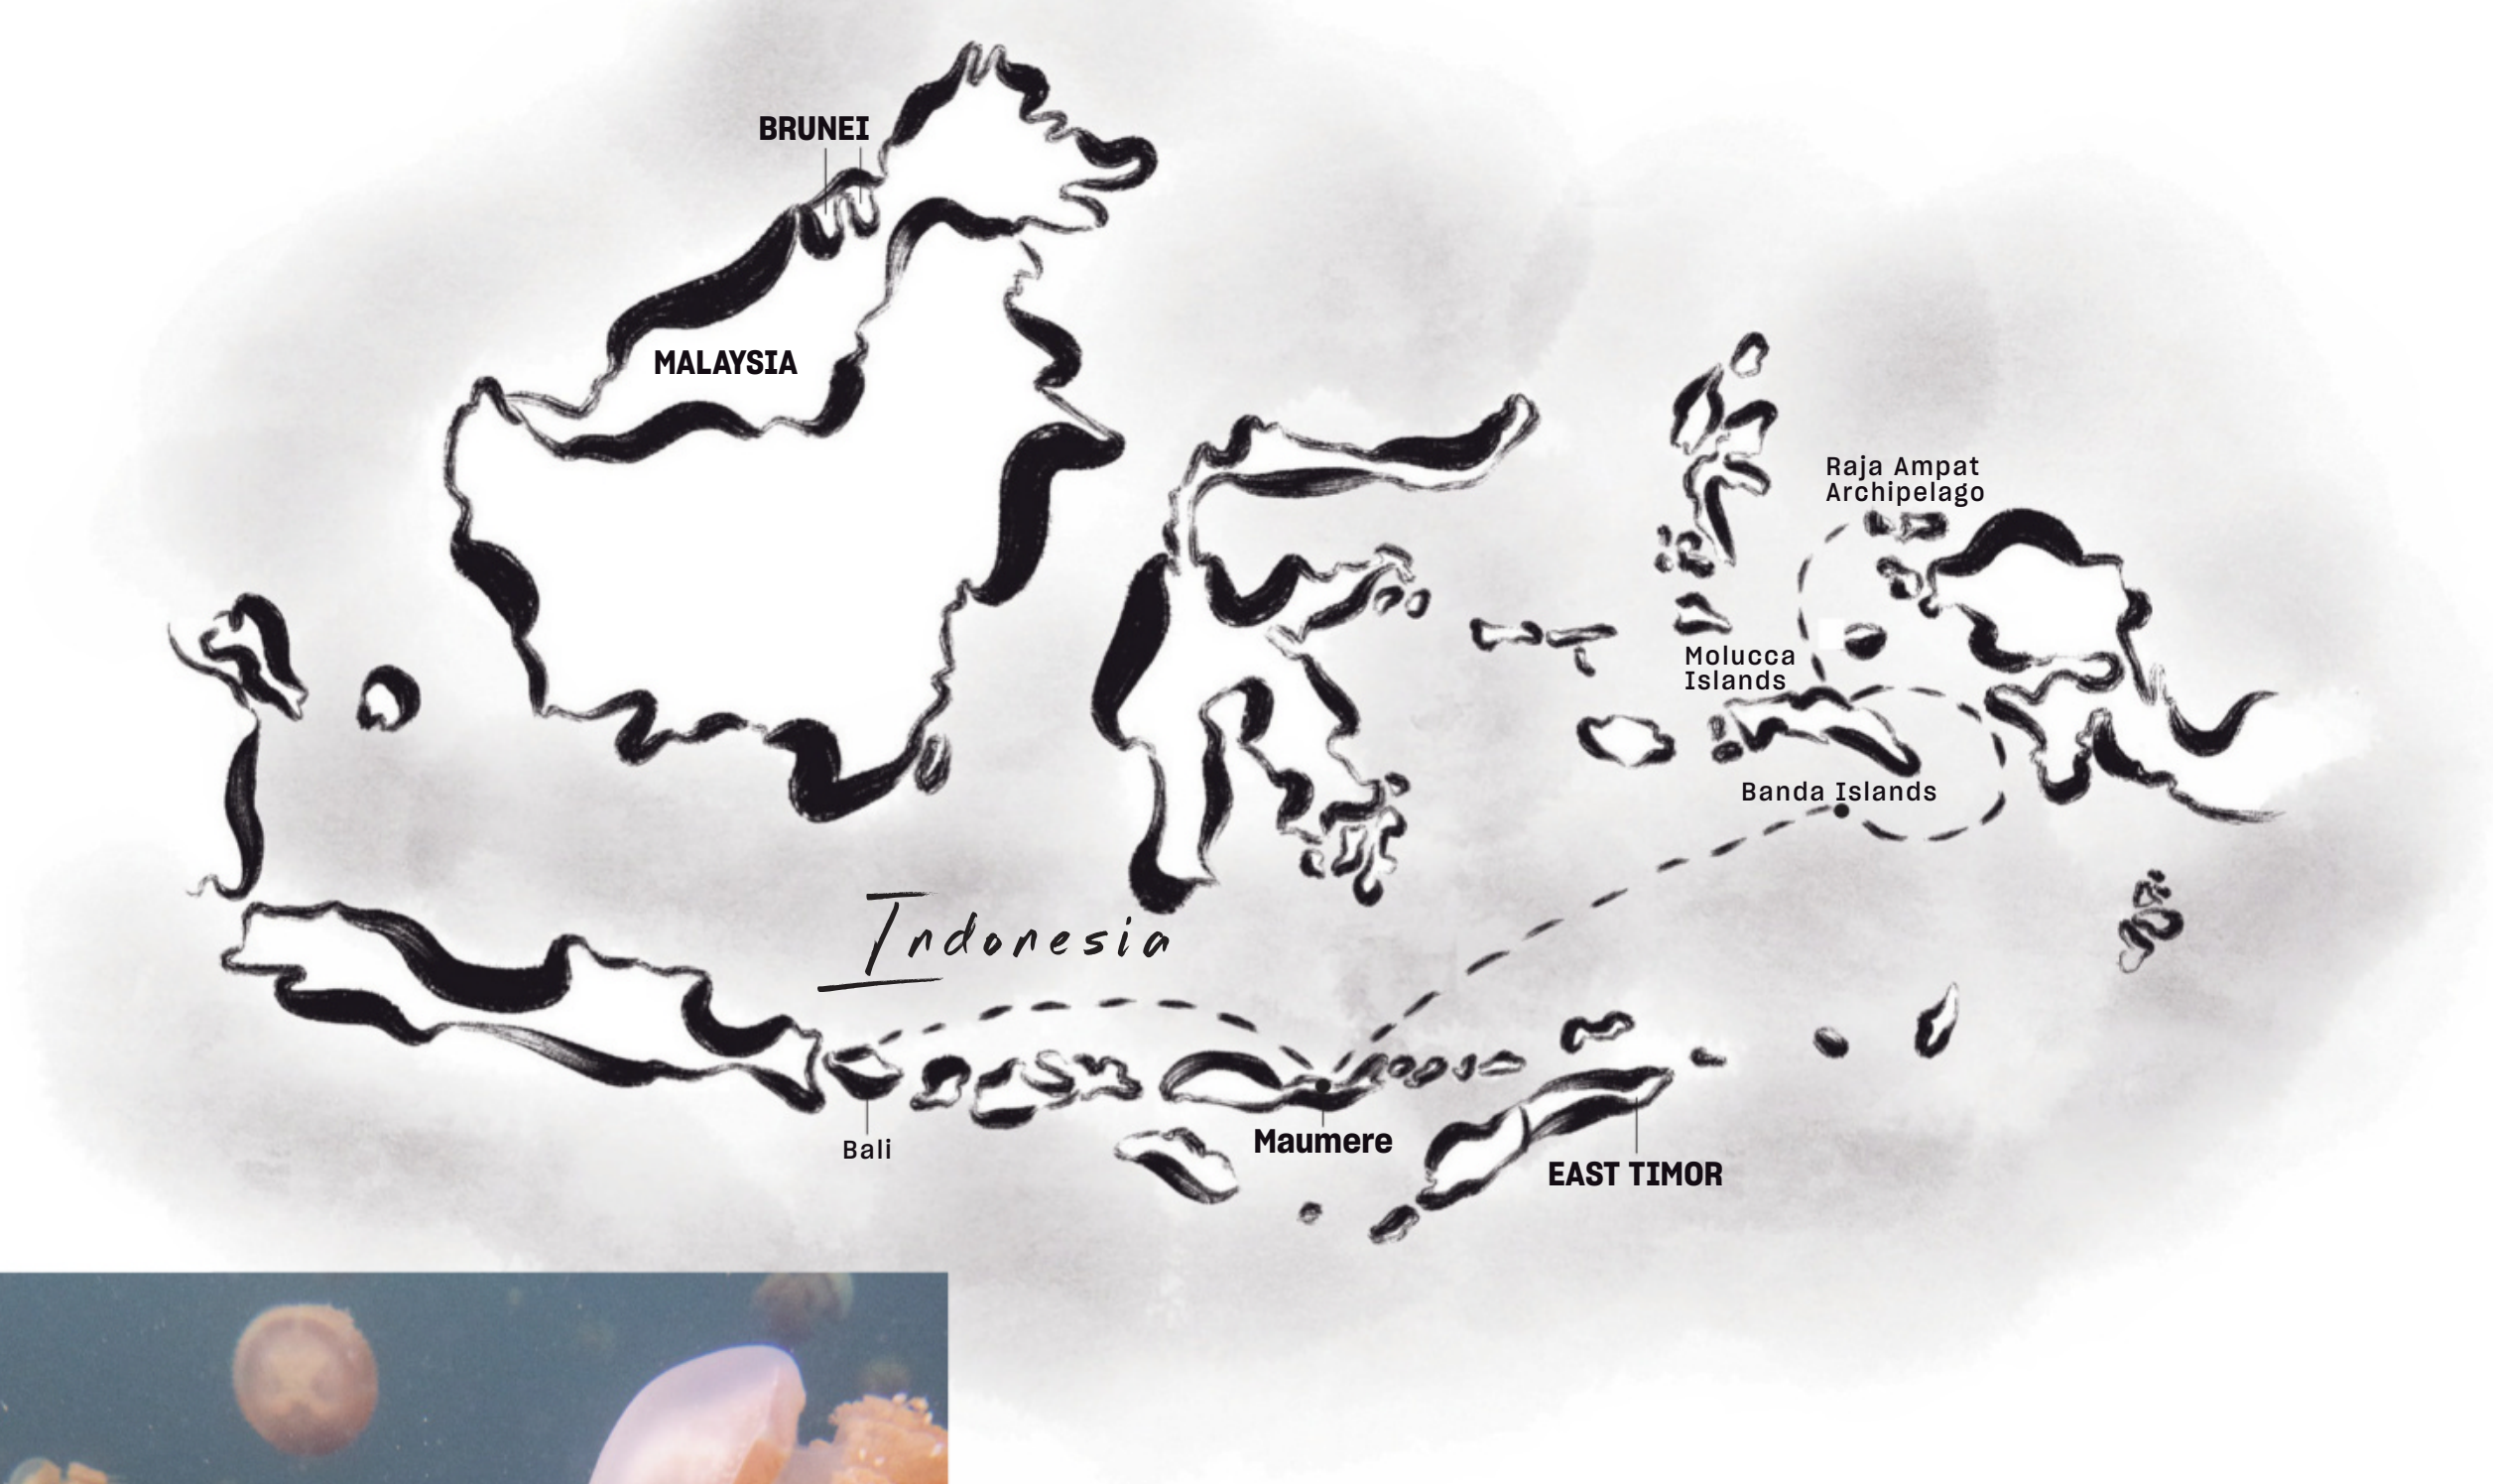 BRUNEI
MALAYSIA
Raja Ampat
Archipelago
Molucca
Islands
Banda Islands
Indonesia
Bali
Maumere
EAST TIMOR